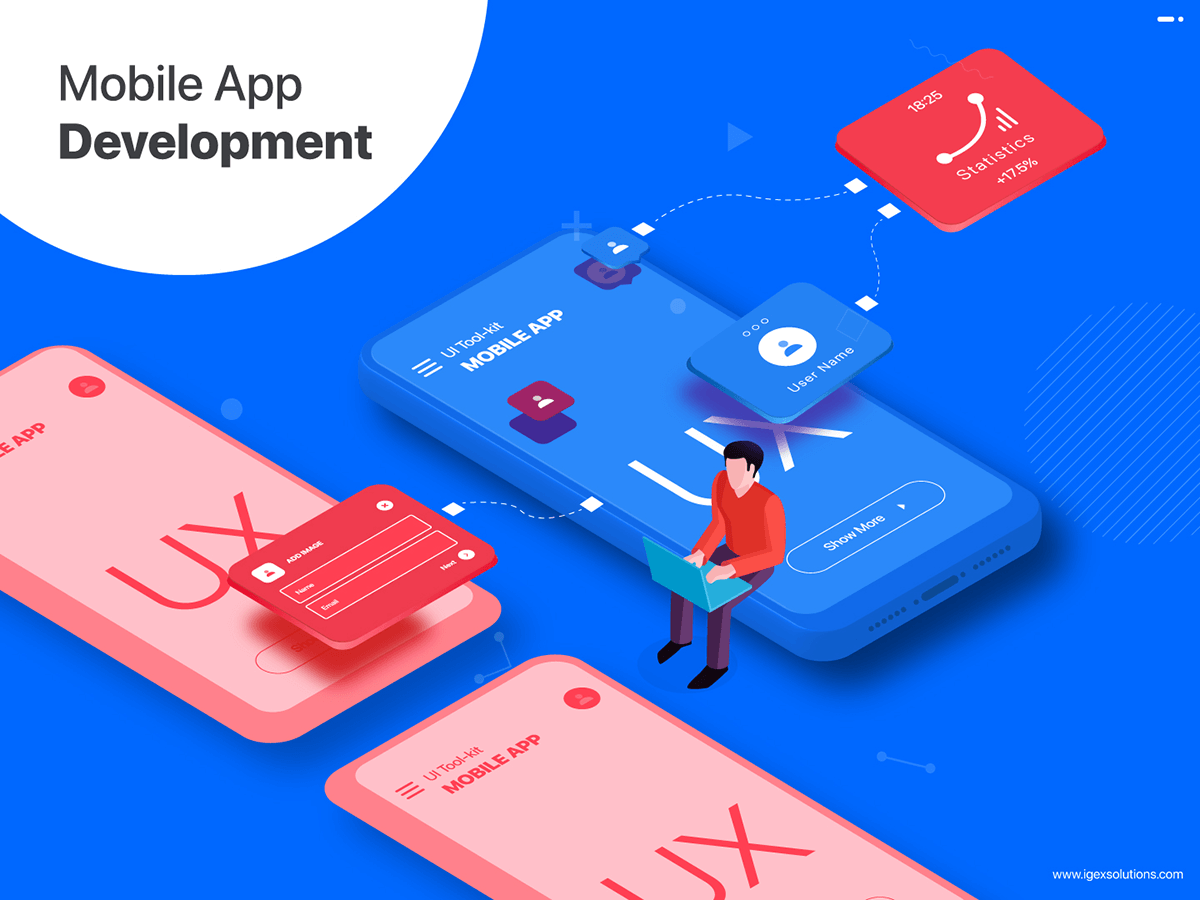 Mobile App
Development
18:25
Statistics
+17.5%
UI Tool-kit
MOBILE APP
User Name
UX
Show More
E APP
UX
ADD IMAGE
Name
Email
Next
UI Tool-kit
MOBILE APP
UX
www.igexsolutions.com